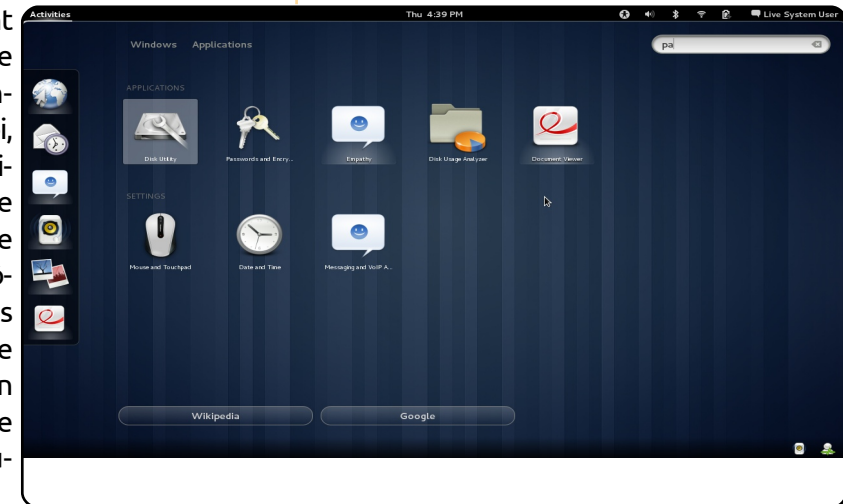 nt
e
n-
i,
i-
e
e
o-
s
e
n
e
u-
Activities
Thu 4:39 PM
Live System User
Windows Applications
pa
APPLICATIONS
Disk Utility
Passwords and Encry...
Empathy
Disk Usage Analyzer
Document Viewer
SETTINGS
Mouse and Touchpad
Date and Time
Messaging and VoIP A...
Wikipedia
Google